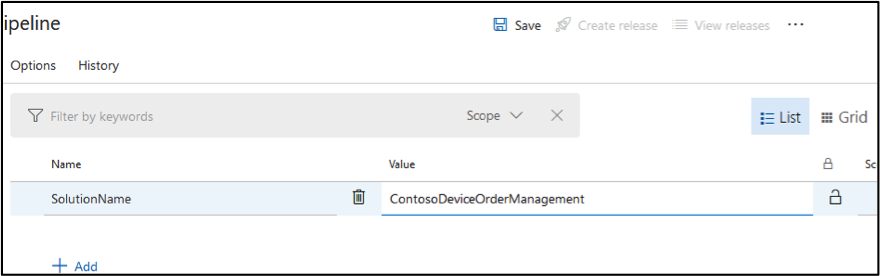 ipeline
Save
Create release
View releases
...
Options
History
Filter by keywords
Scope
List
Grid
Name
Value
Sc
SolutionName
ContosoDeviceOrderManagement
+ Add